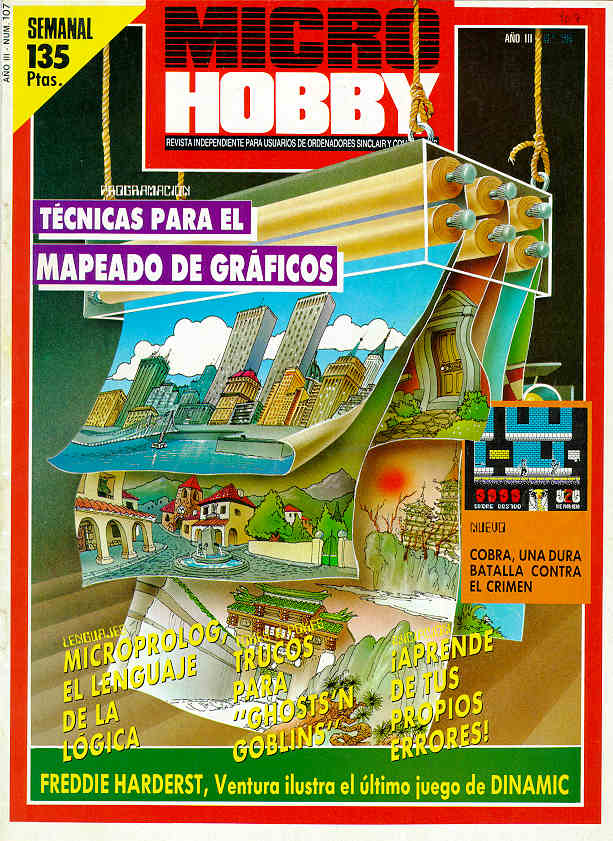 AÑO III - NUM. 107
SEMANAL
135
Ptas.
MICRO
HOBBY
AÑO III
REVISTA INDEPENDIENTE PARA USUARIOS DE ORDENADORES SINCLAIR Y
PROGRAMACION
TÉCNICAS PARA EL
MAPEADO DE GRÁFICOS
NUEVO
COBRA, UNA DURA
BATALLA CONTRA
EL CRIMEN
LENGUAJES
MICROPROLOG,
EL LENGUAJE
DE LA
LÓGICA
TRUCOS
PARA
"GHOSTS'N
GOBLINS"
¡APRENDE
DE TUS
PROPIOS
ERRORES!
FREDDIE HARDERST, Ventura ilustra el último juego de DINAMIC